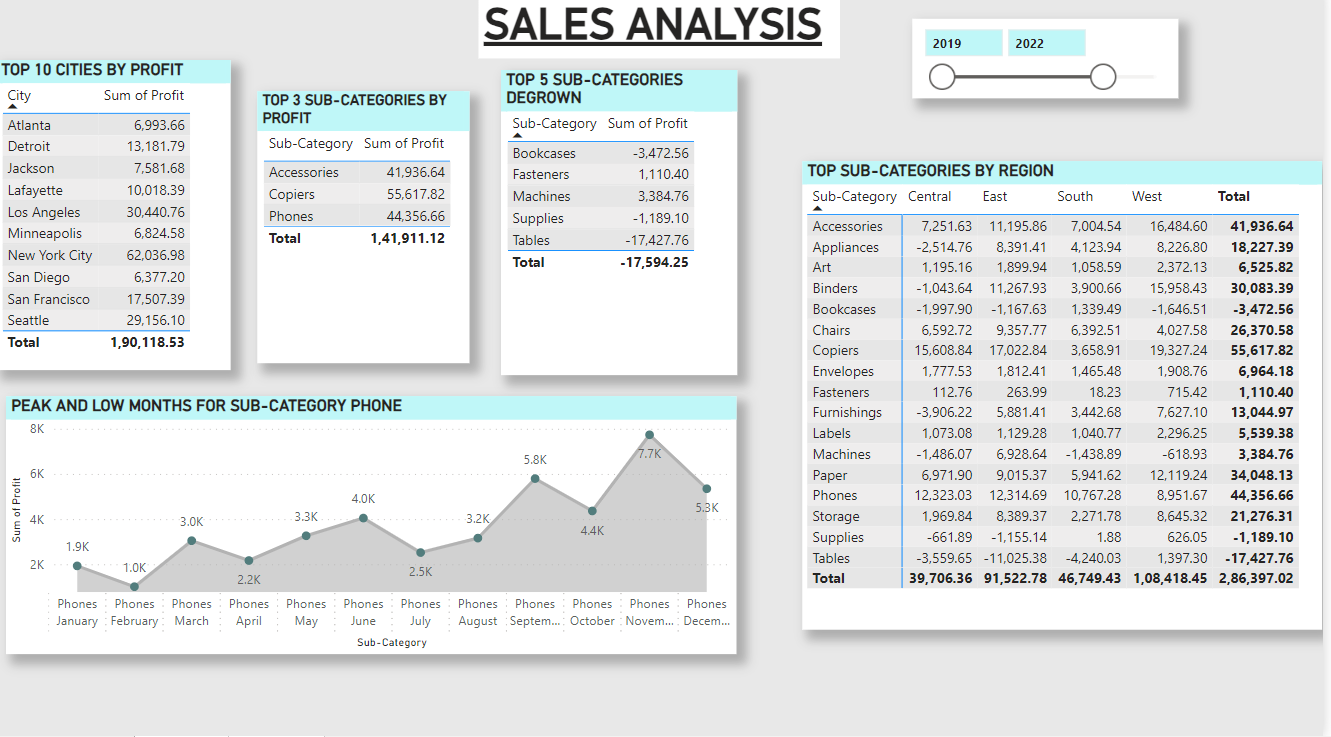 SALES ANALYSIS
2019 2022
TOP 10 CITIES BY PROFIT
City Sum of Profit
Atlanta 6,993.66
Detroit 13,181.79
Jackson 7,581.68
Lafayette 10,018.39
Los Angeles 30,440.76
Minneapolis 6,824.58
New York City 62,036.98
San Diego 6,377.20
San Francisco 17,507.39
Seattle 29,156.10
Total 1,90,118.53
TOP 3 SUB-CATEGORIES BY
PROFIT
Sub-Category Sum of Profit
Accessories 41,936.64
Copiers 55,617.82
Phones 44,356.66
Total 1,41,911.12
TOP 5 SUB-CATEGORIES
DEGROWN
Sub-Category Sum of Profit
Bookcases -3,472.56
Fasteners 1,110.40
Machines 3,384.76
Supplies -1,189.10
Tables -17,427.76
Total -17,594.25
TOP SUB-CATEGORIES BY REGION
Sub-Category Central East South West Total
Accessories 7,251.63 11,195.86 7,004.54 16,484.60 41,936.64
Appliances -2,514.76 8,391.41 4,123.94 8,226.80 18,227.39
Art 1,195.16 1,899.94 1,058.59 2,372.13 6,525.82
Binders -1,043.64 11,267.93 3,900.66 15,958.43 30,083.39
Bookcases -1,997.90 -1,167.63 1,339.49 -1,646.51 -3,472.56
Chairs 6,592.72 9,357.77 6,392.51 4,027.58 26,370.58
Copiers 15,608.84 17,022.84 3,658.91 19,327.24 55,617.82
Envelopes 1,777.53 1,812.41 1,465.48 1,908.76 6,964.18
Fasteners 112.76 263.99 18.23 715.42 1,110.40
Furnishings -3,906.22 5,881.41 3,442.68 7,627.10 13,044.97
Labels 1,073.08 1,129.28 1,040.77 2,296.25 5,539.38
Machines -1,486.07 6,928.64 -1,438.89 -618.93 3,384.76
Paper 6,971.90 9,015.37 5,941.62 12,119.24 34,048.13
Phones 12,323.03 12,314.69 10,767.28 8,951.67 44,356.66
Storage 1,969.84 8,389.37 2,271.78 8,645.32 21,276.31
Supplies -661.89 -1,155.14 1.88 626.05 -1,189.10
Tables -3,559.65 -11,025.38 -4,240.03 1,397.30 -17,427.76
Total 39,706.36 91,522.78 46,749.43 1,08,418.45 2,86,397.02
PEAK AND LOW MONTHS FOR SUB-CATEGORY PHONE
Sum of Profit
8K
6K
4K
2K
1.9K 1.0K 3.0K 2.2K 3.3K 4.0K 2.5K 3.2K 5.8K 4.4K 7.7K 5.3K
Phones Phones Phones Phones Phones Phones Phones Phones Phones Phones Phones Phones
January February March April May June July August Septem... October Novem... Decem...
Sub-Category